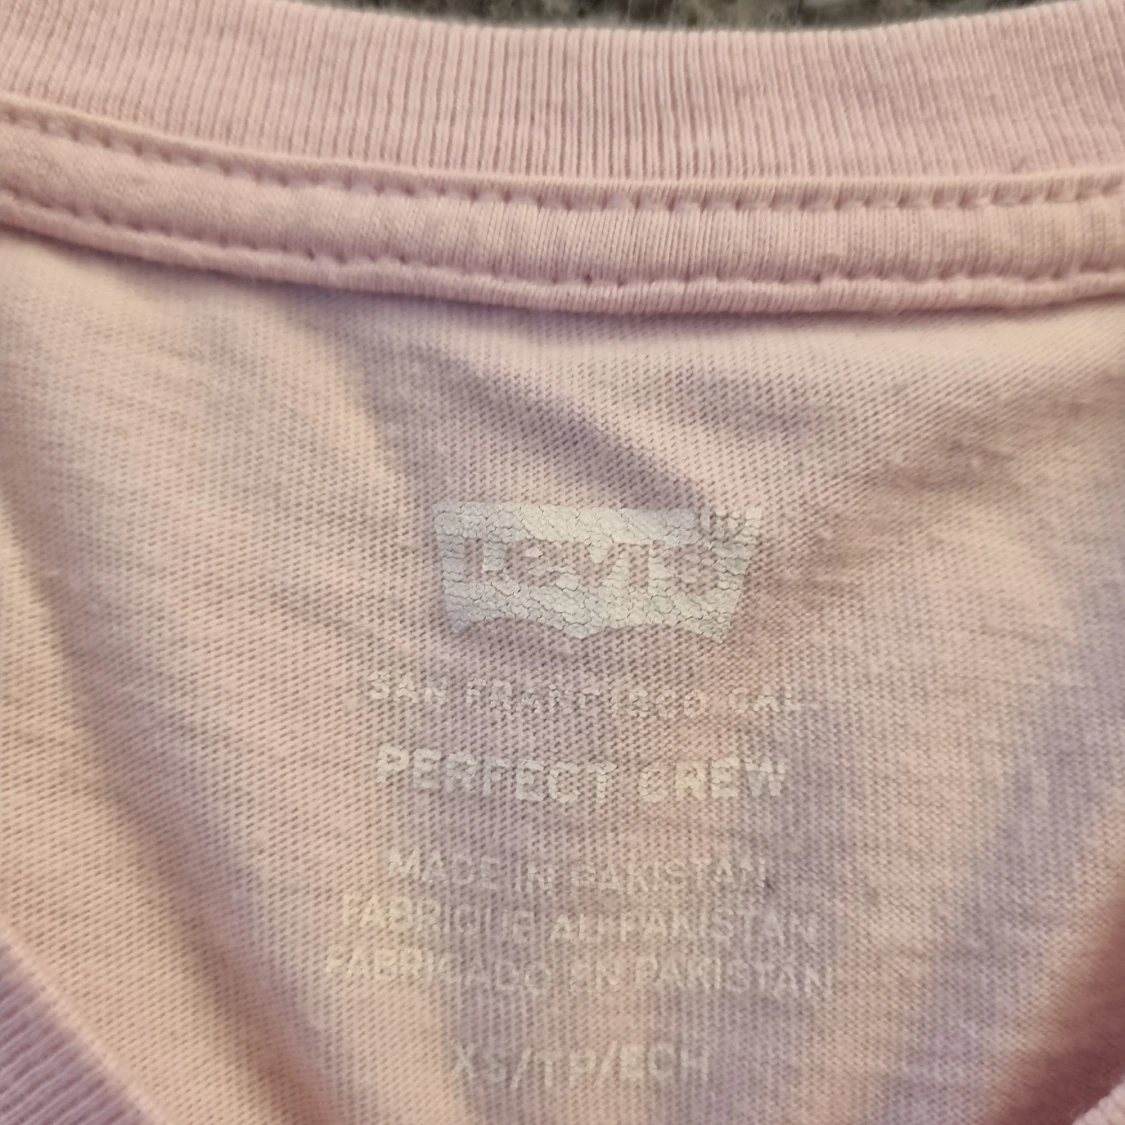 Levi's
SAN FRANCISCO CAL.
PERFECT CREW
MADE IN PAKISTAN
FABRIQUÉ AU PAKISTAN
FABRICADO EN PAKISTAN
XS/TP/ECH